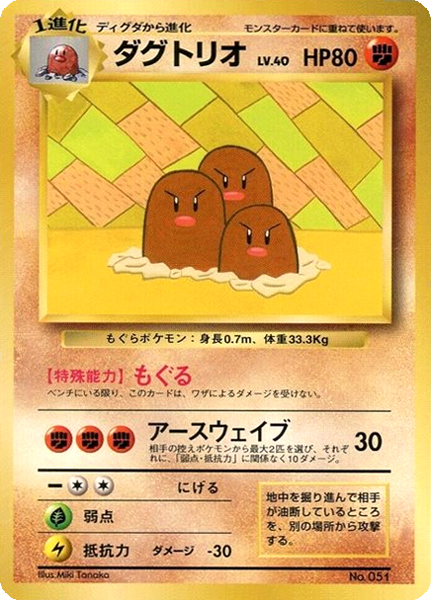 1進化 ディグダから進化 モンスターカードに重ねて使います。
ダグトリオ LV.40 HP80
もぐらポケモン：身長0.7m、体重33.3Kg
【特殊能力】もぐる
ベンチにいる限り、このカードは、ワザによるダメージを受けない。
アースウェイブ 30
相手の控えポケモンから最大2匹を選び、それぞ
れに、「弱点・抵抗力」に関係なく10ダメージ。
にげる
弱点
抵抗力 ダメージ -30
地中を掘り進んで相手
が油断しているところ
を、別の場所から攻撃
する。
Illus. Miki Tanaka
No. 051